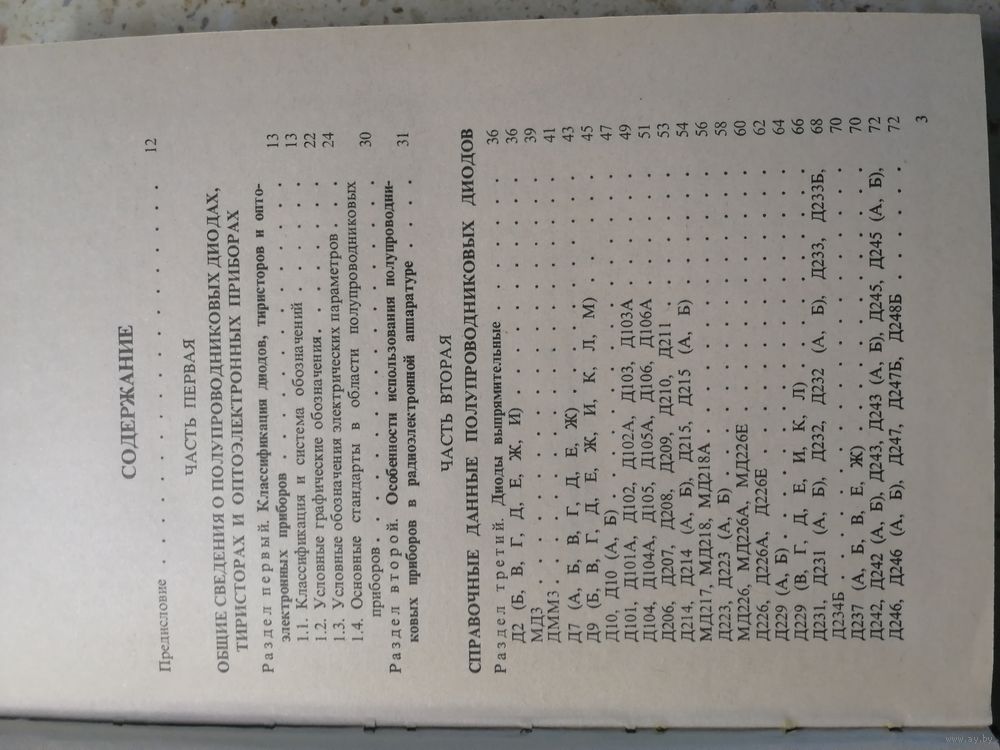 СОДЕРЖАНИЕ
Предисловие . . . . . . . . . . . . . . . 12
ЧАСТЬ ПЕРВАЯ
ОБЩИЕ СВЕДЕНИЯ О ПОЛУПРОВОДНИКОВЫХ ДИОДАХ,
ТИРИСТОРАХ И ОПТОЭЛЕКТРОННЫХ ПРИБОРАХ
Раздел первый. Классификация диодов, тиристоров и опто-
электронных приборов . . . . . . . . . . 13
1.1. Классификация и система обозначений . . . . . . 13
1.2. Условные графические обозначения . . . . . . . 22
1.3. Условные обозначения электрических параметров . . . 24
1.4. Основные стандарты в области полупроводниковых
приборов . . . . . . . . . . . . . . 30
Раздел второй. Особенности использования полупроводни-
ковых приборов в радиоэлектронной аппаратуре . . . . 31
ЧАСТЬ ВТОРАЯ
СПРАВОЧНЫЕ ДАННЫЕ ПОЛУПРОВОДНИКОВЫХ ДИОДОВ
Раздел третий. Диоды выпрямительные . . . . . . . 36
Д2 (Б, В, Г, Д, Е, Ж, И) . . . . . . . . . . . 36
МД3 . . . . . . . . . . . . . . . 39
ДММ3 . . . . . . . . . . . . . . . 41
Д7 (А, Б, В, Г, Д, Е, Ж) . . . . . . . . . . . 43
Д9 (Б, В, Г, Д, Е, Ж, И, К, Л, М) . . . . . . . 45
Д10, Д10 (А, Б) . . . . . . . . . . . . . 47
Д101, Д101А, Д102, Д102А, Д103, Д103А . . . . . . 49
Д104, Д104А, Д105, Д105А, Д106, Д106А . . . . . . 51
Д206, Д207, Д208, Д209, Д210, Д211 . . . . . . . 53
Д214, Д214 (А, Б), Д215, Д215 (А, Б) . . . . . . . 54
МД217, МД218, МД218А . . . . . . . . . . . 56
Д223, Д223 (А, Б) . . . . . . . . . . . . 58
МД226, МД226А, МД226Е . . . . . . . . . . . 60
Д226, Д226А, Д226Е . . . . . . . . . . . . 62
Д229 (А, Б) . . . . . . . . . . . . . . 64
Д229 (В, Г, Д, Е, И, К, Л) . . . . . . . . . . 66
Д231, Д231 (А, Б), Д232, Д232 (А, Б), Д233, Д233Б, 68
Д234Б . . . . . . . . . . . . . . . 70
Д237 (А, Б, В, Е, Ж) . . . . . . . . . . . . 70
Д242, Д242 (А, Б), Д243, Д243 (А, Б), Д245, Д245 (А, Б), 72
Д246, Д246 (А, Б), Д247, Д247Б, Д248Б . . . . . . 72
3
www.ay.by